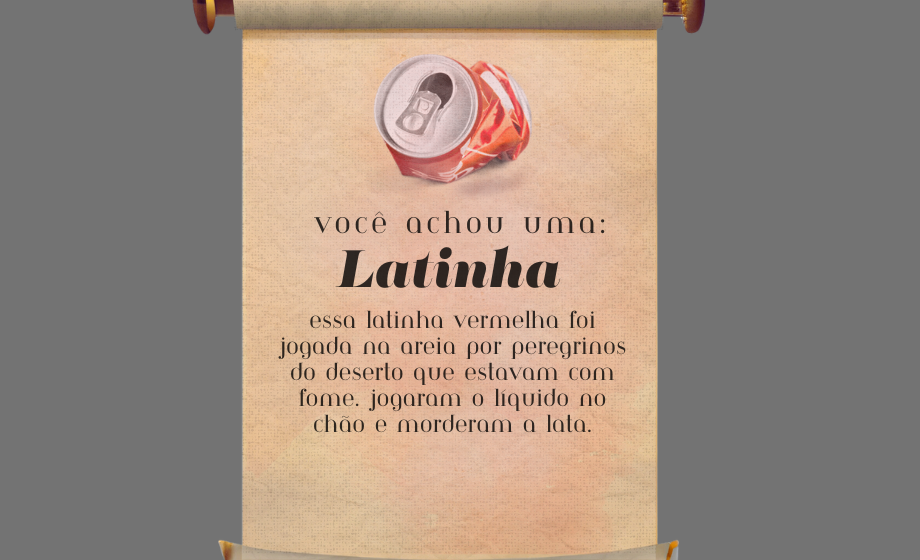 você achou uma:
Latinha
essa latinha vermelha foi
jogada na areia por peregrinos
do deserto que estavam com
fome. jogaram o líquido no
chão e morderam a lata.